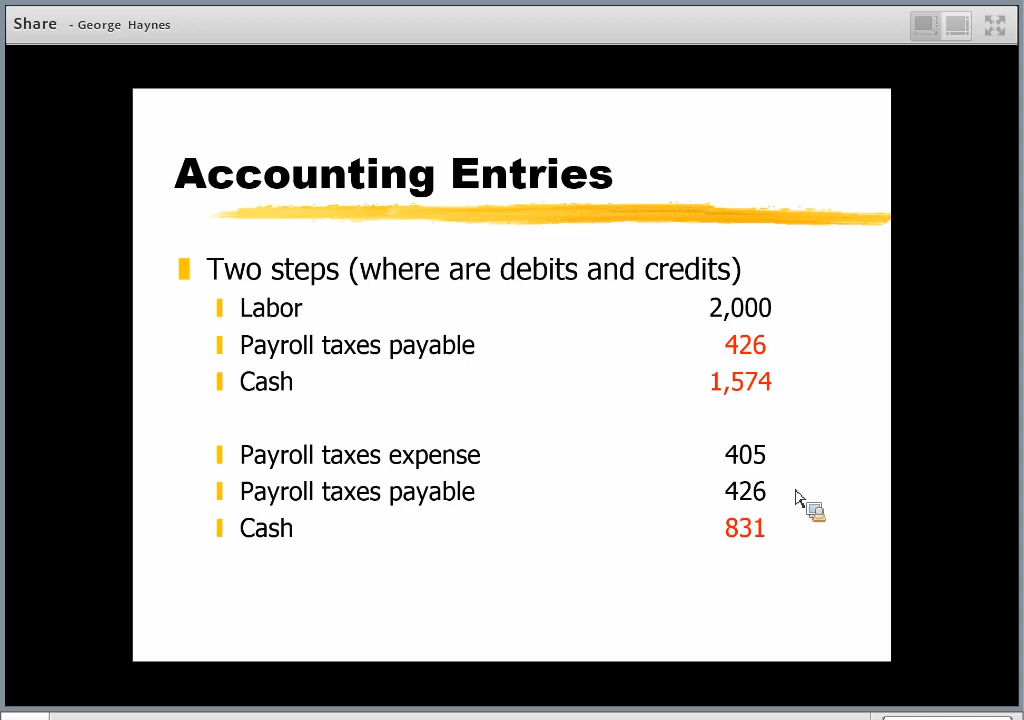 Share - George Haynes
Accounting Entries
Two steps (where are debits and credits)
Labor 2,000
Payroll taxes payable 426
Cash 1,574
Payroll taxes expense 405
Payroll taxes payable 426
Cash 831